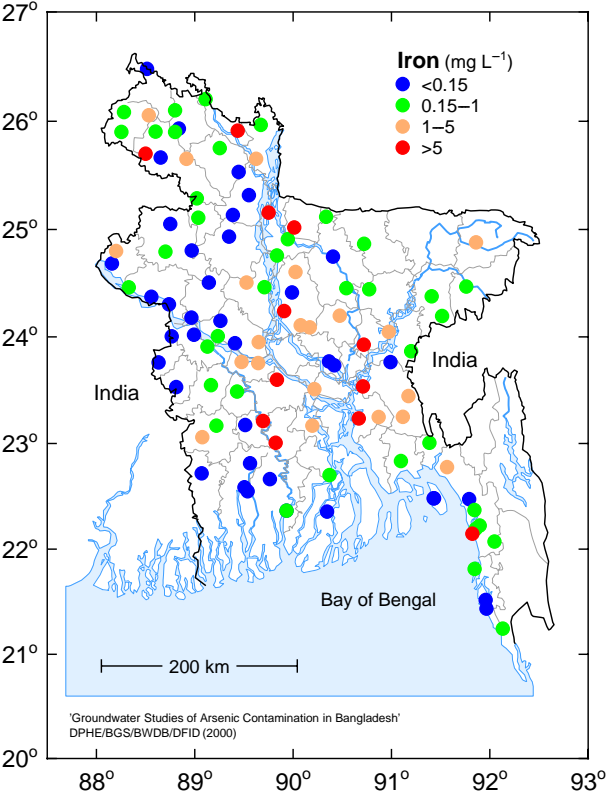 27°
Iron (mg L⁻¹)
<0.15
0.15–1
1–5
>5
26°
25°
24°
India
India
23°
22°
Bay of Bengal
21°
200 km
'Groundwater Studies of Arsenic Contamination in Bangladesh'
DPHE/BGS/BWDB/DFID (2000)
20°
88° 89° 90° 91° 92° 93°